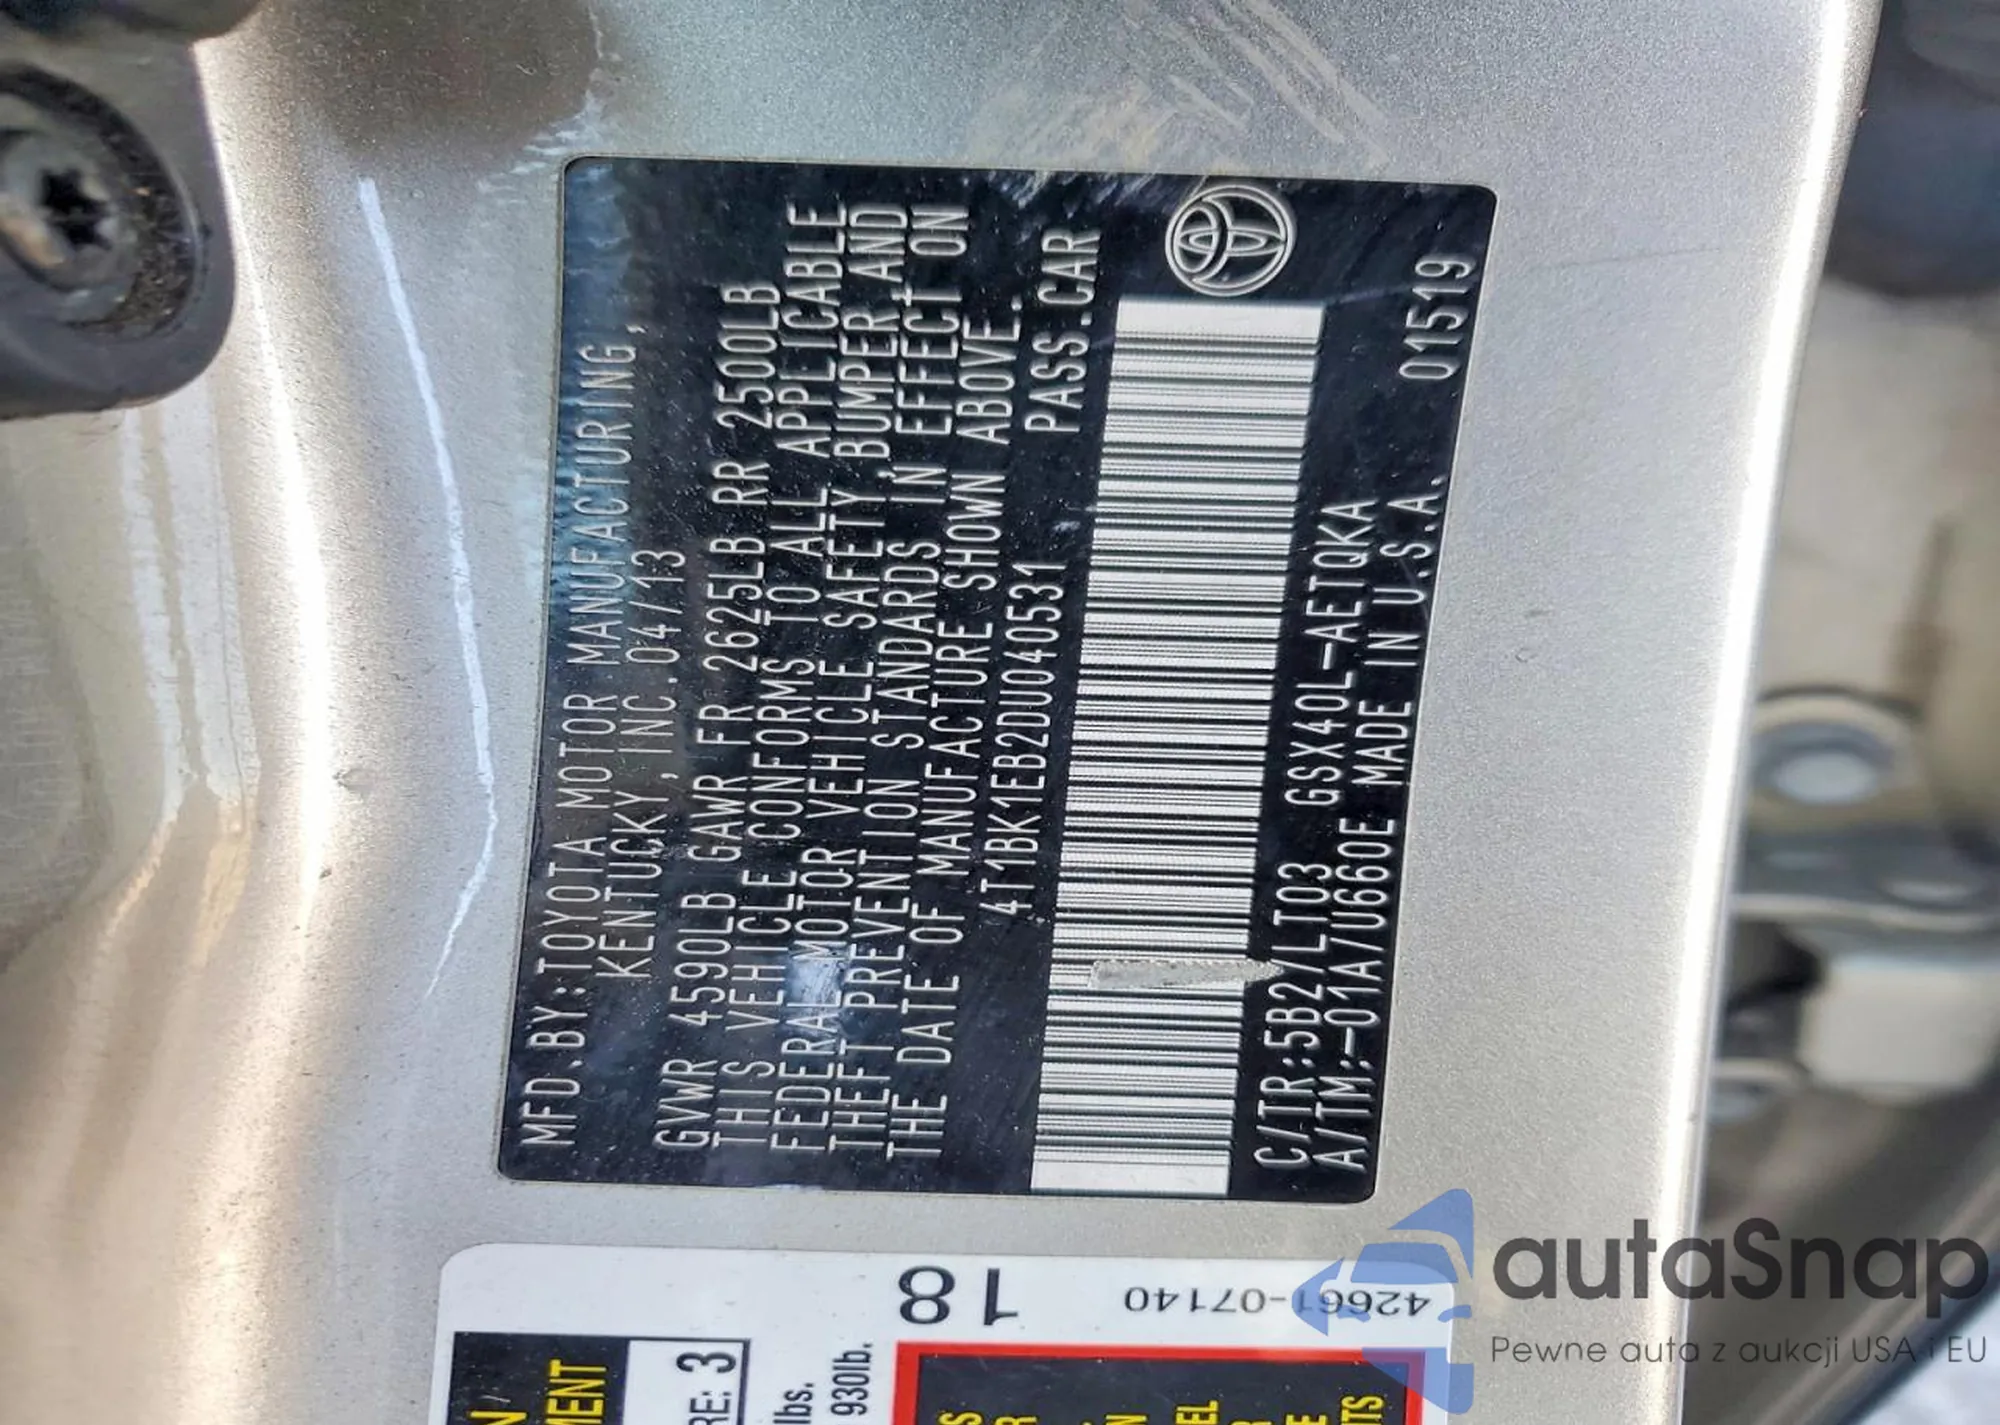 MFD.BY:TOYOTA MOTOR MANUFACTURING,
KENTUCKY,INC.04/13
GVWR 4590LB GAWR FR 2625LB RR 2500LB
THIS VEHICLE CONFORMS TO ALL APPLICABLE
FEDERAL MOTOR VEHICLE SAFETY,BUMPER AND
THEFT PREVENTION STANDARDS IN EFFECT ON
THE DATE OF MANUFACTURE SHOWN ABOVE.
4T1BK1EB2DU040531 PASS.CAR
C/TR:5B2/LT03 GSX40L-AETQKA
A/TM:-01A/U660E MADE IN U.S.A. 01519
42661-07140
18
3
lbs.
930lb.
autaSnap
Pewne auta z aukcji USA i EU